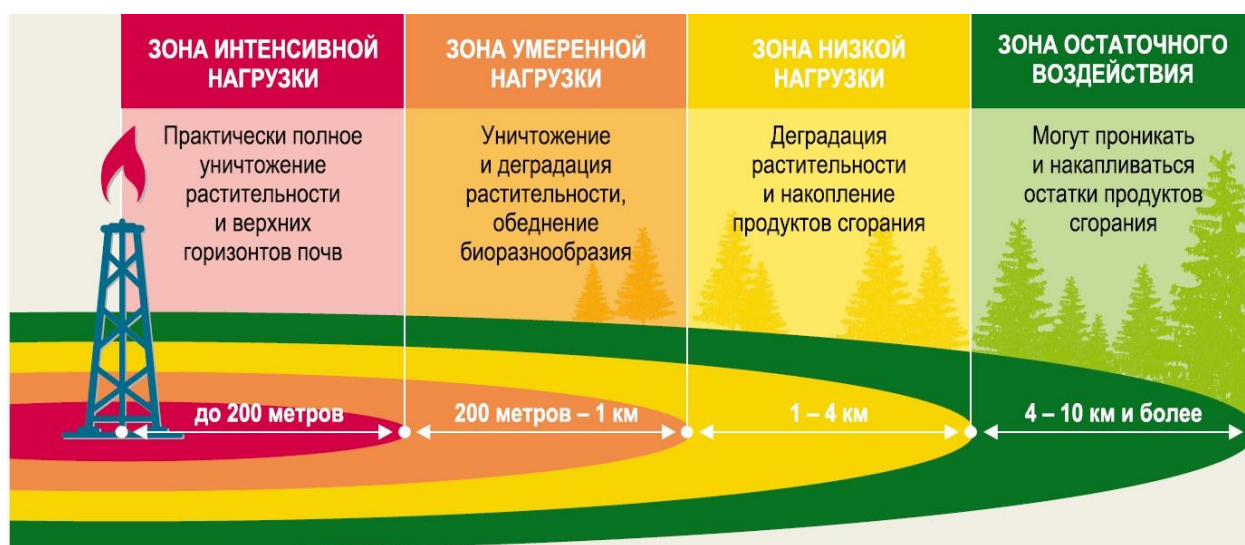 ЗОНА ИНТЕНСИВНОЙ
НАГРУЗКИ
Практически полное
уничтожение
растительности
и верхних
горизонтов почв
до 200 метров
ЗОНА УМЕРЕННОЙ
НАГРУЗКИ
Уничтожение
и деградация
растительности,
обеднение
биоразнообразия
200 метров – 1 км
ЗОНА НИЗКОЙ
НАГРУЗКИ
Деградация
растительности
и накопление
продуктов сгорания
1 – 4 км
ЗОНА ОСТАТОЧНОГО
ВОЗДЕЙСТВИЯ
Могут проникать
и накапливаться
остатки продуктов
сгорания
4 – 10 км и более